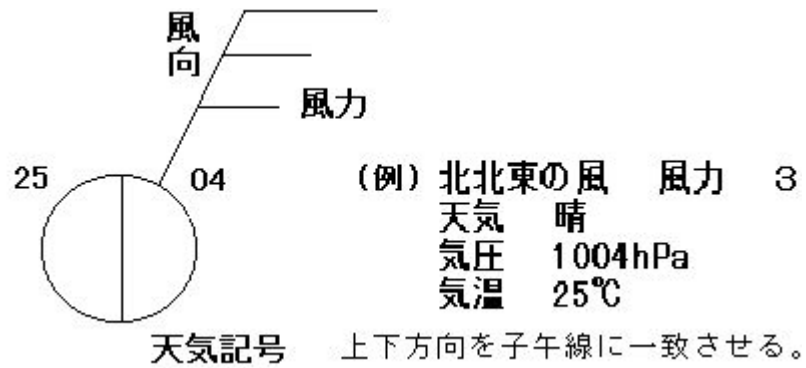 風向
風力
25
04
(例) 北北東の風 風力 3
天気 晴
気圧 1004hPa
気温 25℃
天気記号
上下方向を子午線に一致させる。